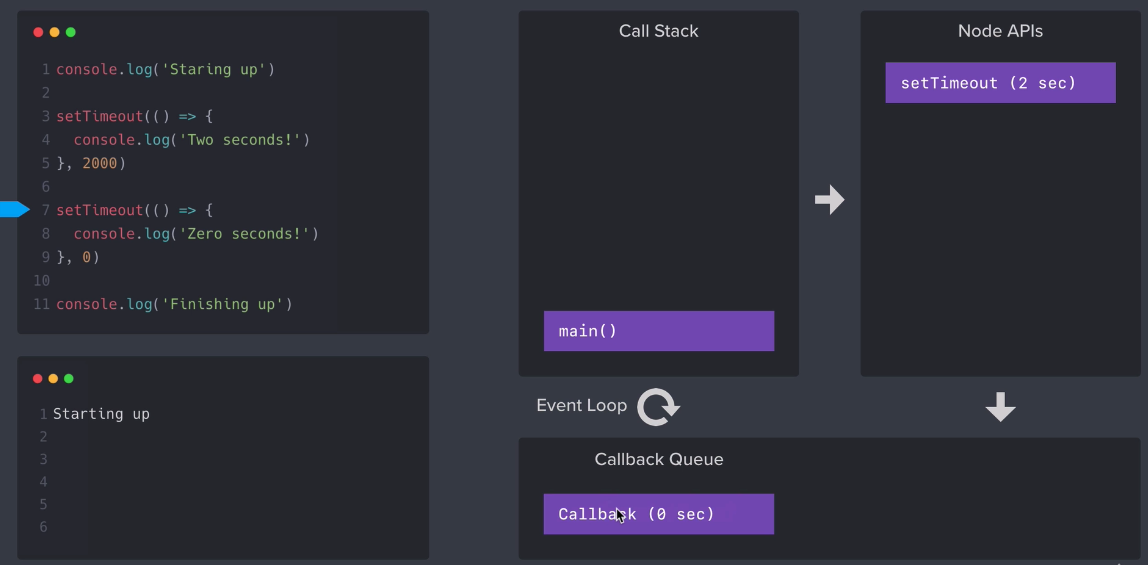 1 console.log('Staring up')
2
3 setTimeout(() => {
4 console.log('Two seconds!')
5 }, 2000)
6
7 setTimeout(() => {
8 console.log('Zero seconds!')
9 }, 0)
10
11 console.log('Finishing up')
1 Starting up
2
3
4
5
6
Call Stack
main()
Node APIs
setTimeout (2 sec)
Event Loop
Callback Queue
Callback (0 sec)